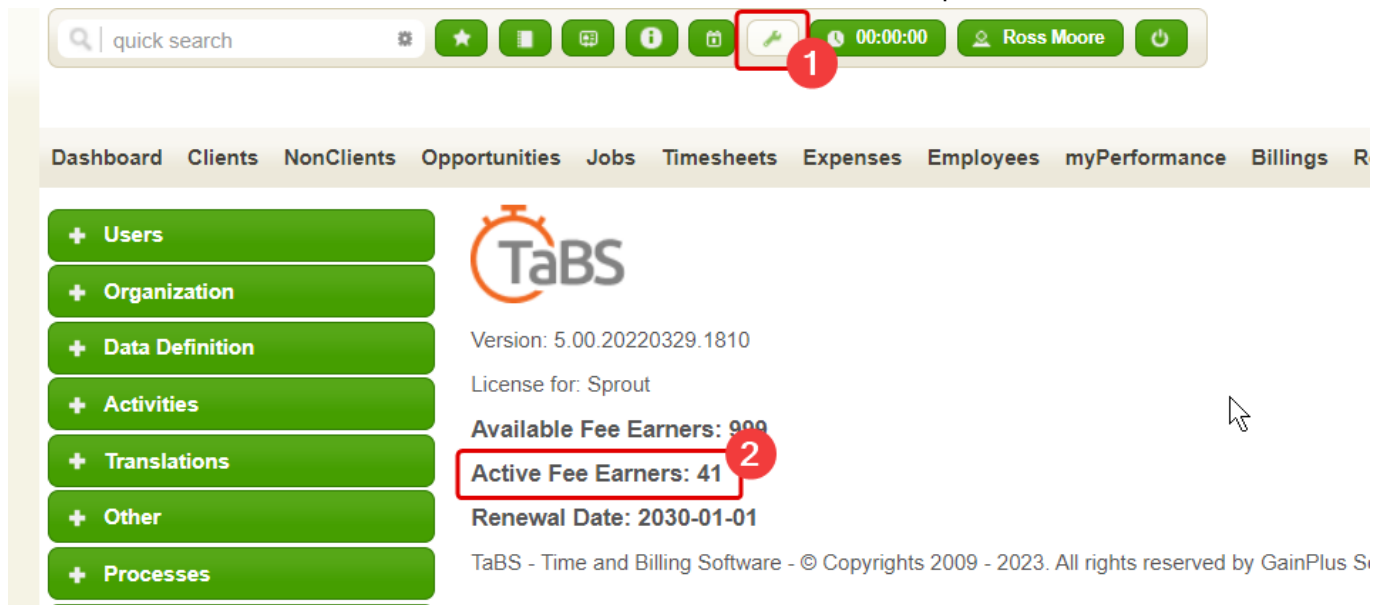 quick search
00:00:00
Ross Moore
1
Dashboard Clients NonClients Opportunities Jobs Timesheets Expenses Employees myPerformance Billings
Users
Organization
Data Definition
Activities
Translations
Other
Processes
TaBS
Version: 5.00.20220329.1810
License for: Sprout
Available Fee Earners: 999
2
Active Fee Earners: 41
Renewal Date: 2030-01-01
TaBS - Time and Billing Software - © Copyrights 2009 - 2023. All rights reserved by GainPlus